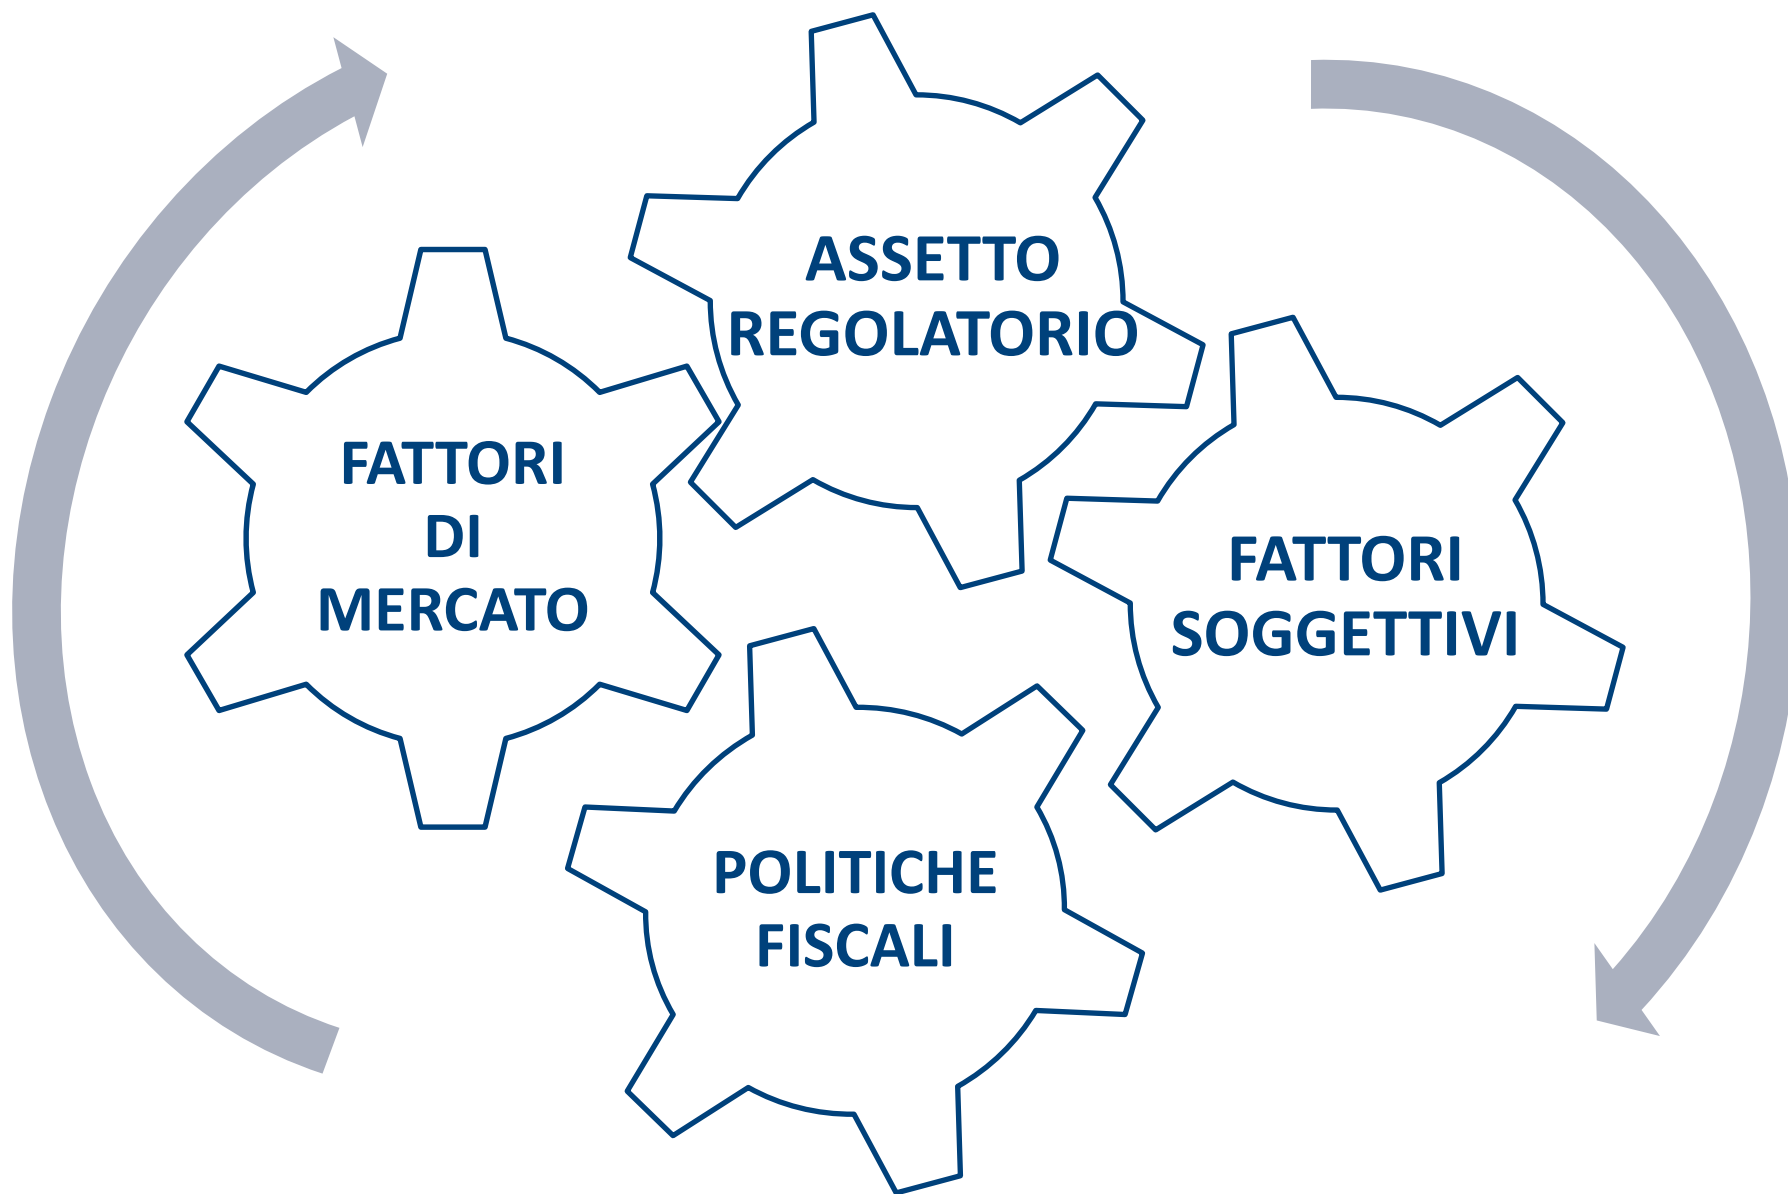 ASSETTO
REGOLATORIO
FATTORI
DI
MERCATO
FATTORI
SOGGETTIVI
POLITICHE
FISCALI